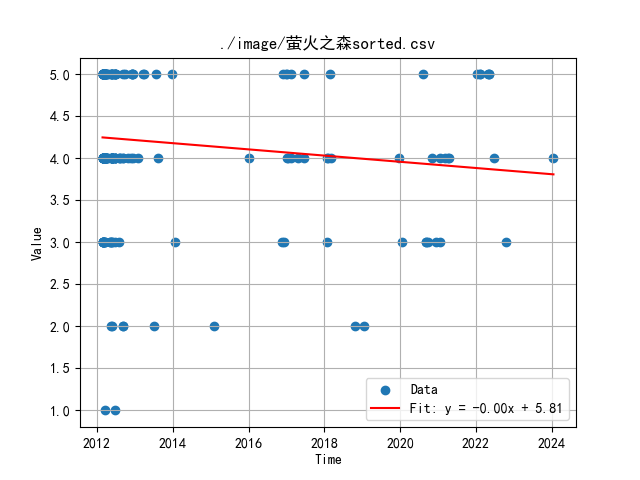 ./image/萤火之森sorted.csv
5.0
4.5
4.0
3.5
3.0
2.5
2.0
1.5
1.0
Value
2012 2014 2016 2018 2020 2022 2024
Time
Data
Fit: y = -0.00x + 5.81